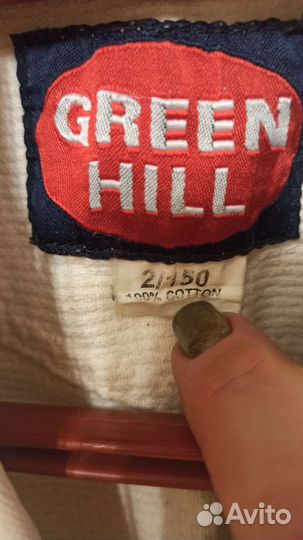 GREEN
HILL
2/150
100% COTTON
Avito